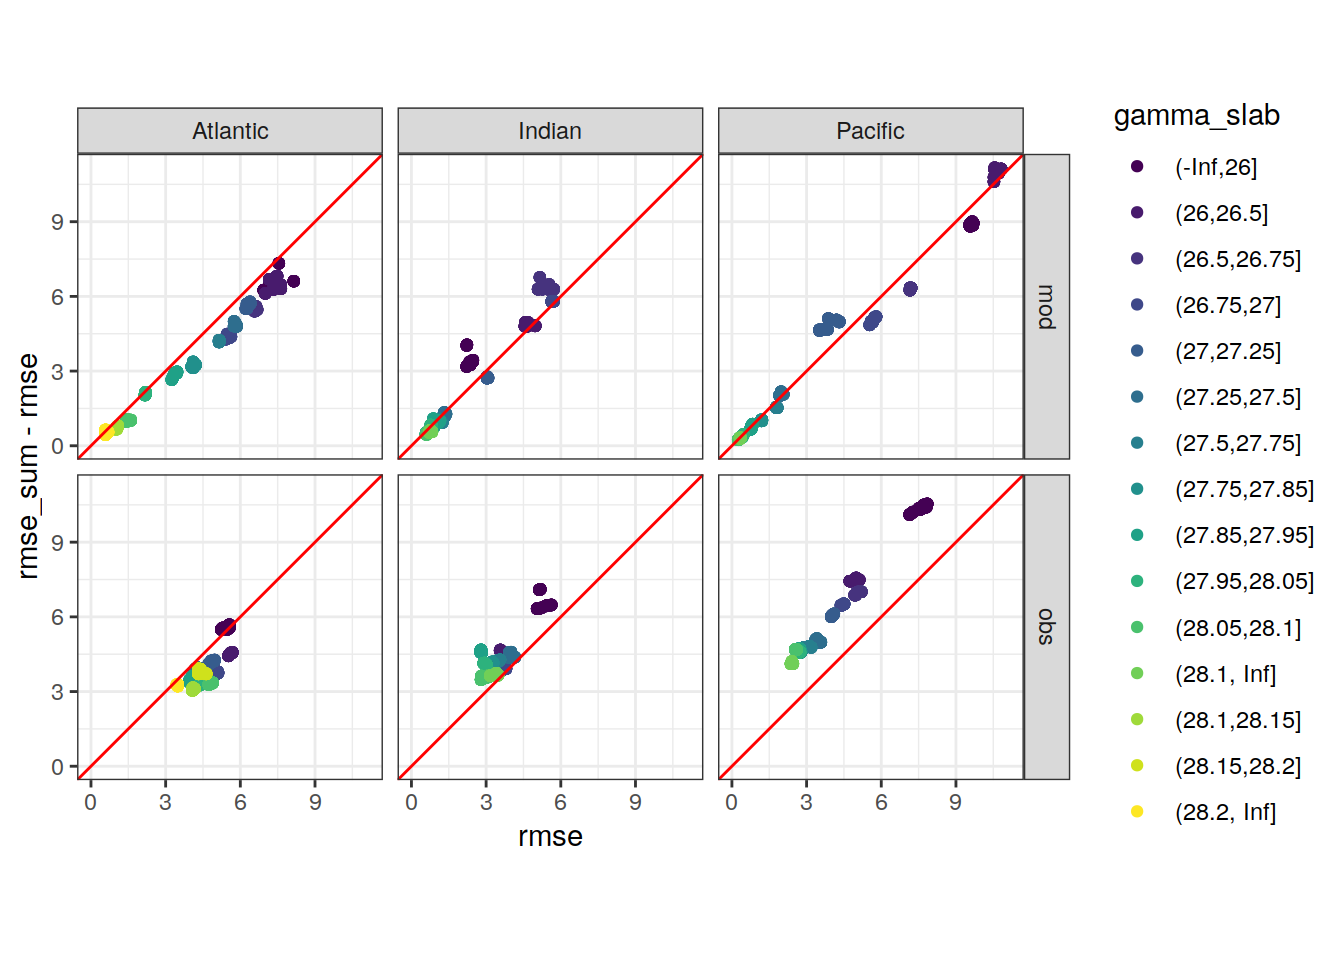 Atlantic Indian Pacific
gamma_slab
(-Inf,26]
(26,26.5]
(26.5,26.75]
(26.75,27]
(27,27.25]
(27.25,27.5]
(27.5,27.75]
(27.75,27.85]
(27.85,27.95]
(27.95,28.05]
(28.05,28.1]
(28.1, Inf]
(28.1,28.15]
(28.15,28.2]
(28.2, Inf]
rmse_sum - rmse
9
6
3
0
mod
9
6
3
0
obs
0 3 6 9 0 3 6 9 0 3 6 9
rmse